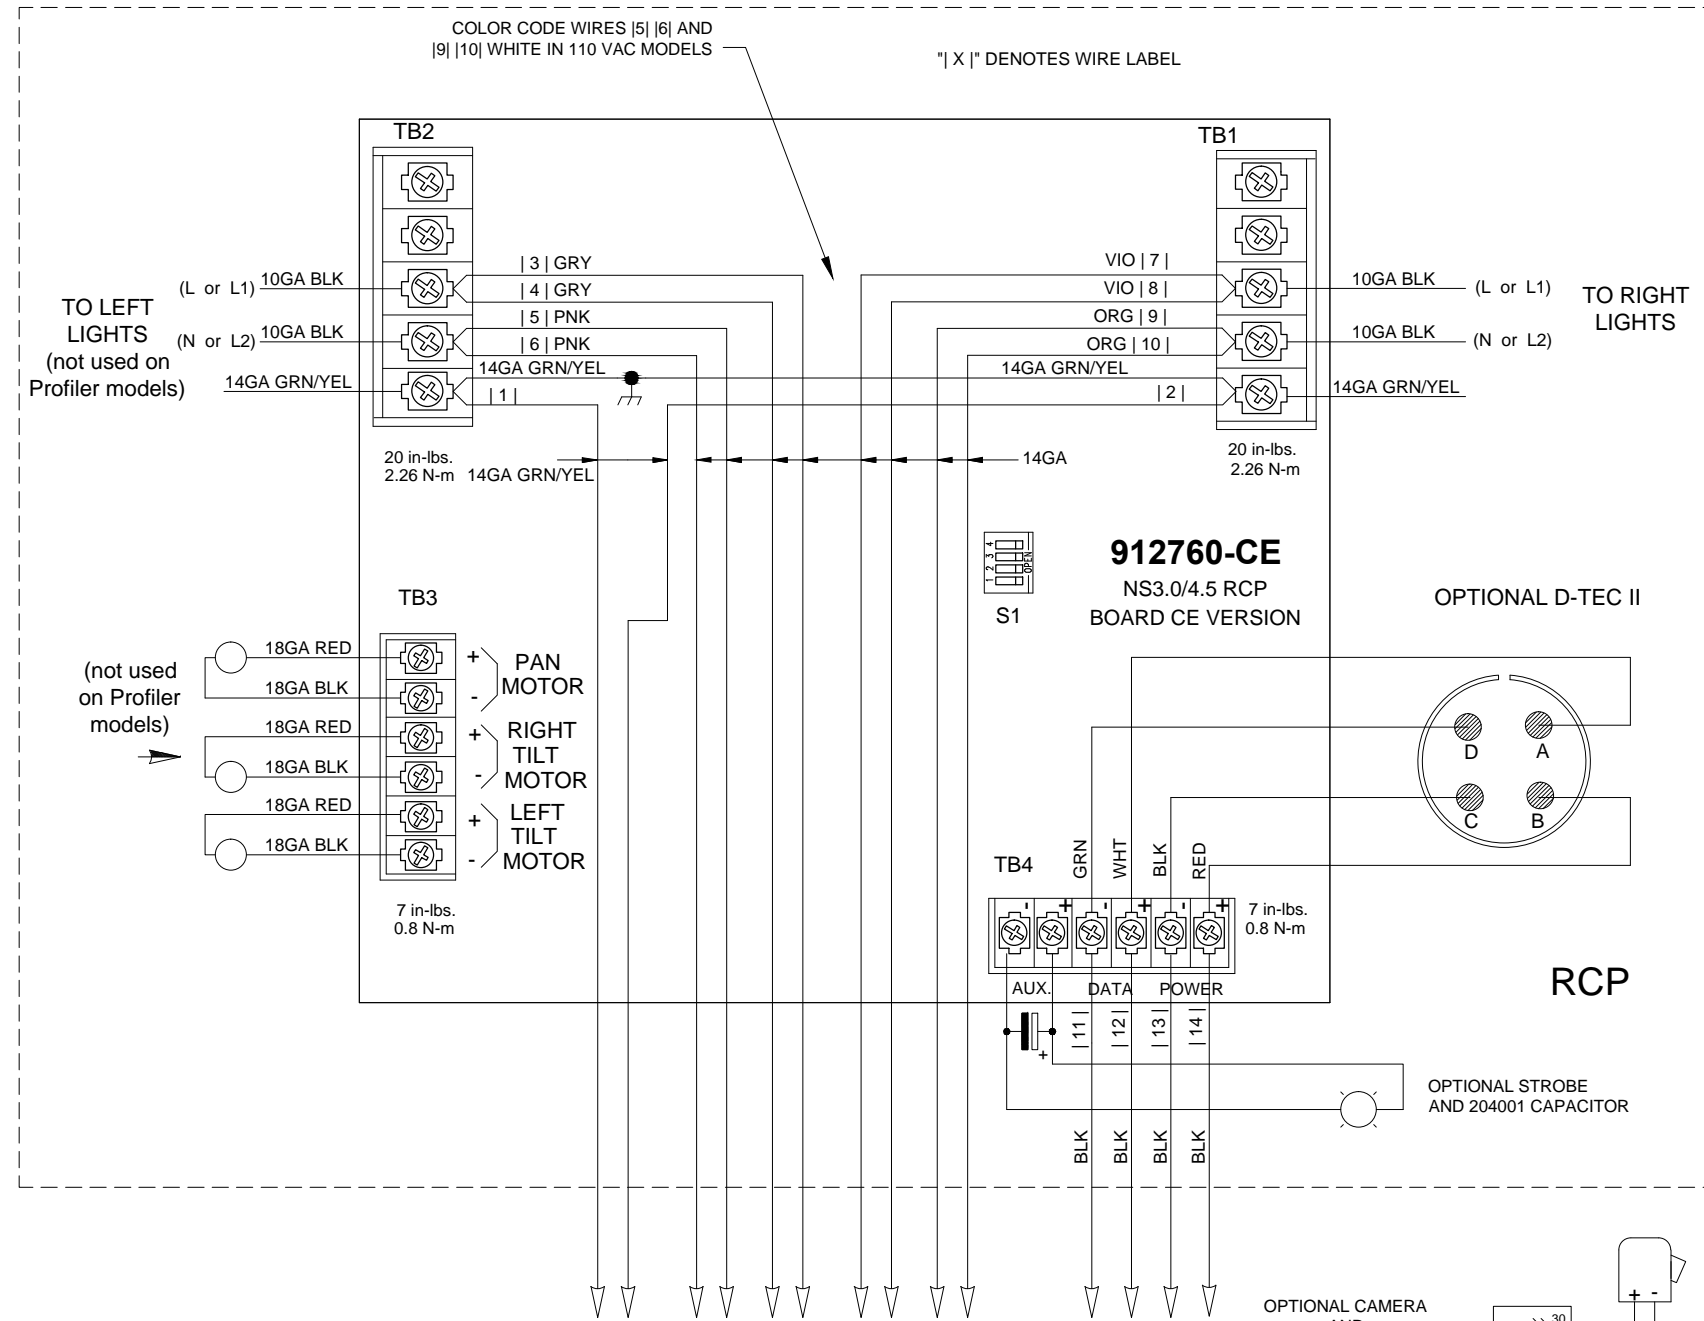 COLOR CODE WIRES |5| |6| AND
|9| |10| WHITE IN 110 VAC MODELS
"| X |" DENOTES WIRE LABEL
TB2
TB1
| 3 | GRY
| 4 | GRY
| 5 | PNK
| 6 | PNK
14GA GRN/YEL
| 1 |
VIO | 7 |
VIO | 8 |
ORG | 9 |
ORG | 10 |
14GA GRN/YEL
| 2 |
TO LEFT
LIGHTS
(not used on
Profiler models)
(L or L1) 10GA BLK
(N or L2) 10GA BLK
14GA GRN/YEL
10GA BLK (L or L1)
10GA BLK (N or L2)
14GA GRN/YEL
TO RIGHT
LIGHTS
20 in-lbs.
2.26 N-m
14GA GRN/YEL
14GA
20 in-lbs.
2.26 N-m
1 2 3 4
OPEN
S1
912760-CE
NS3.0/4.5 RCP
BOARD CE VERSION
OPTIONAL D-TEC II
TB3
(not used
on Profiler
models)
18GA RED
18GA BLK
18GA RED
18GA BLK
18GA RED
18GA BLK
+
-
PAN
MOTOR
+
-
RIGHT
TILT
MOTOR
+
-
LEFT
TILT
MOTOR
7 in-lbs.
0.8 N-m
D
A
C
B
TB4
GRN
WHT
BLK
RED
- + - + - +
7 in-lbs.
0.8 N-m
AUX.
DATA
POWER
| 11 |
| 12 |
| 13 |
| 14 |
+
RCP
OPTIONAL STROBE
AND 204001 CAPACITOR
BLK
BLK
BLK
BLK
OPTIONAL CAMERA
30
+ -